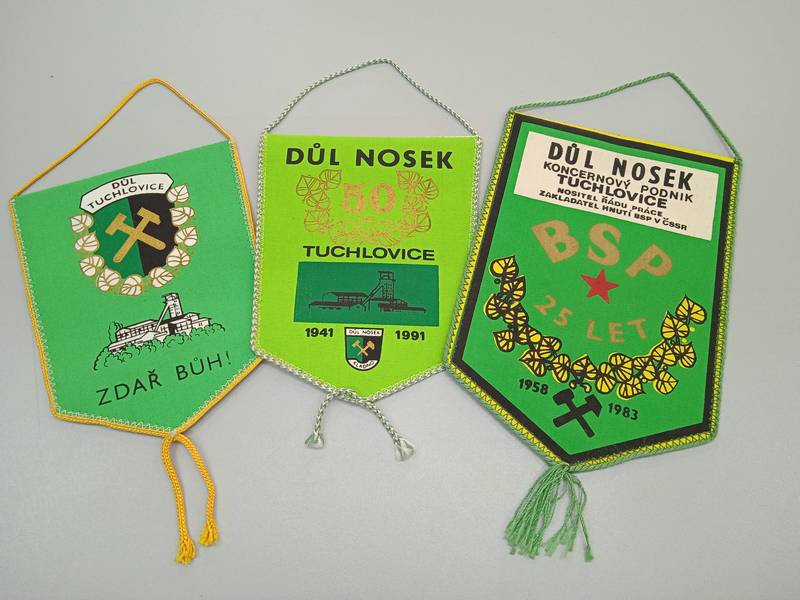 DŮL
TUCHLOVICE
ZDAŘ BŮH!
DŮL NOSEK
50
TUCHLOVICE
1941 1991
DŮL NOSEK
KLADNO
DŮL NOSEK
KONCERNOVÝ PODNIK
TUCHLOVICE
NOSITEL ŘÁDU PRÁCE
ZAKLADATEL HNUTÍ BSP V ČSSR
BSP
25 LET
1958 1983